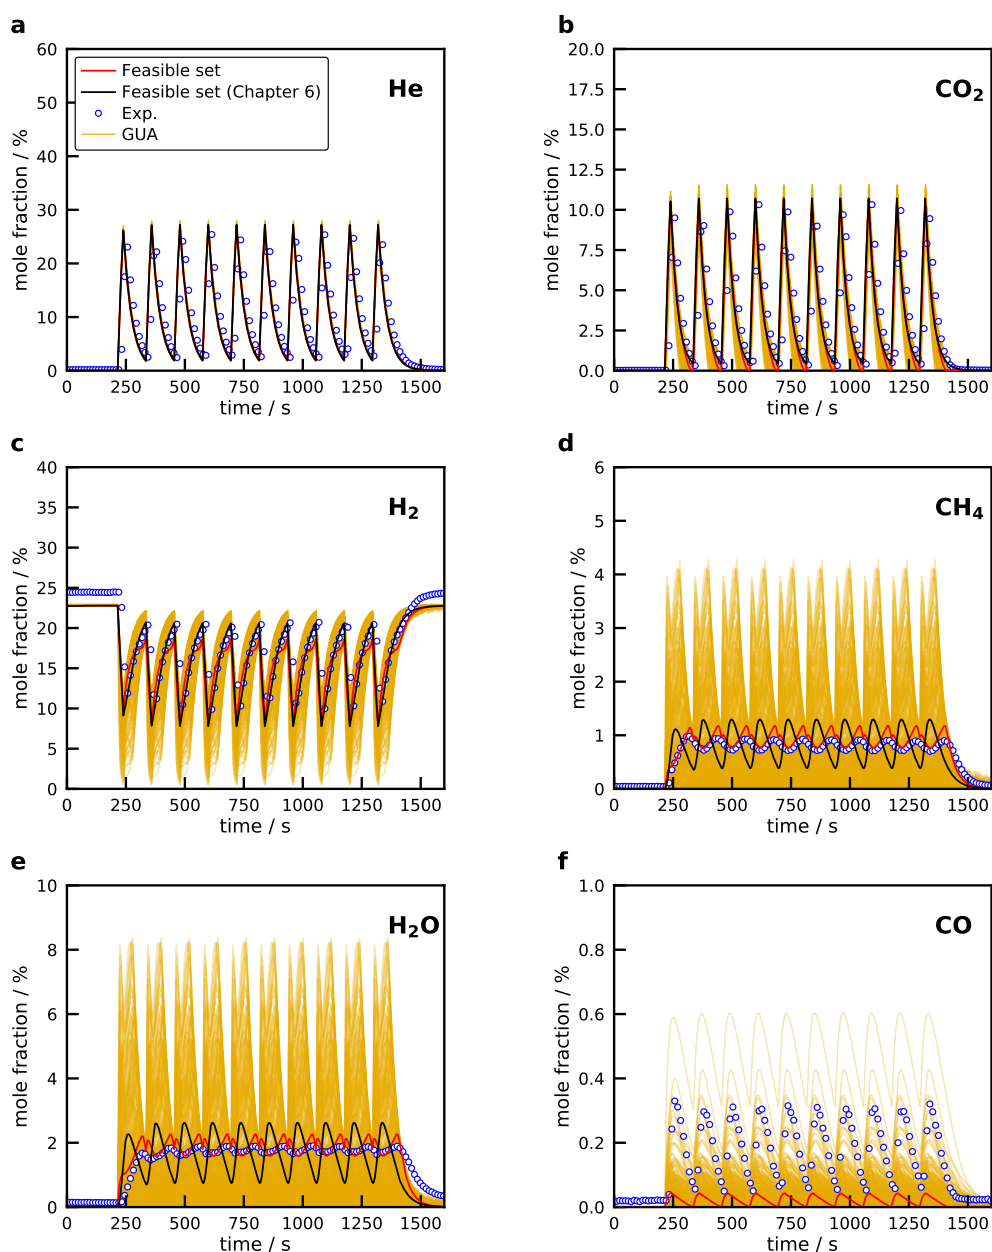 a
60
50
40
30
20
10
0
mole fraction / %
Feasible set
Feasible set (Chapter 6)
Exp.
GUA
He
0 250 500 750 1000 1250 1500
time / s
b
20.0
17.5
15.0
12.5
10.0
7.5
5.0
2.5
0.0
mole fraction / %
CO₂
0 250 500 750 1000 1250 1500
time / s
c
40
35
30
25
20
15
10
5
0
mole fraction / %
H₂
0 250 500 750 1000 1250 1500
time / s
d
6
5
4
3
2
1
0
mole fraction / %
CH₄
0 250 500 750 1000 1250 1500
time / s
e
10
8
6
4
2
0
mole fraction / %
H₂O
0 250 500 750 1000 1250 1500
time / s
f
1.0
0.8
0.6
0.4
0.2
0.0
mole fraction / %
CO
0 250 500 750 1000 1250 1500
time / s